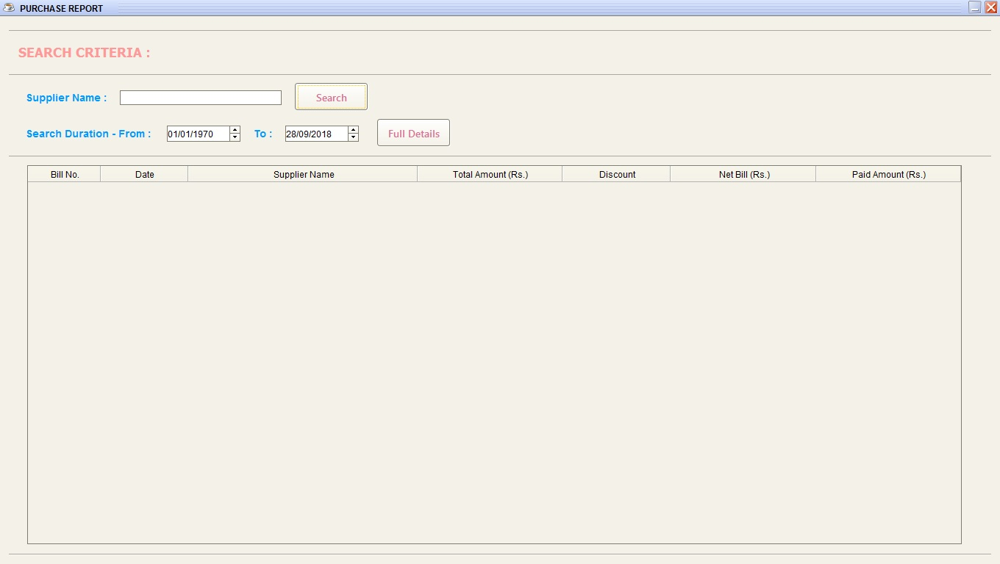 PURCHASE REPORT
SEARCH CRITERIA :
Supplier Name : Search
Search Duration - From : 01/01/1970 To : 28/09/2018 Full Details
Bill No. Date Supplier Name Total Amount (Rs.) Discount Net Bill (Rs.) Paid Amount (Rs.)